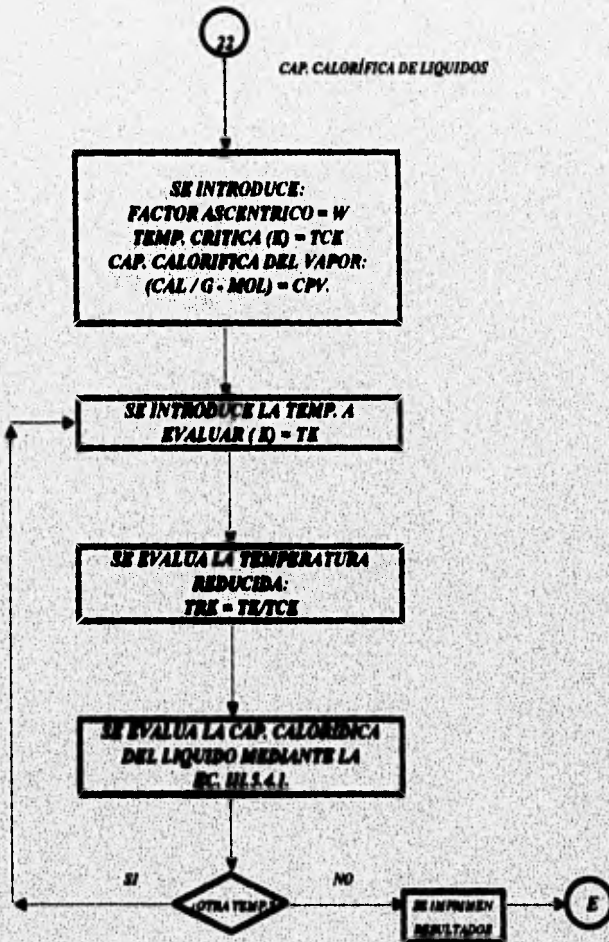 22
CAP. CALORÍFICA DE LIQUIDOS
SE INTRODUCE:
FACTOR ASCENTRICO = W
TEMP. CRITICA (K) = TCK
CAP. CALORIFICA DEL VAPOR:
(CAL / G - MOL) = CPV.
SE INTRODUCE LA TEMP. A
EVALUAR ( K) = TK
SE EVALUA LA TEMPERATURA
REDUCIDA:
TRK = TK/TCK
SE EVALUA LA CAP. CALORIDICA
DEL LIQUIDO MEDIANTE LA
EC. III.5.4.1.
SI
¿OTRA TEMP.?
NO
SE IMPRIMEN
RESULTADOS
E